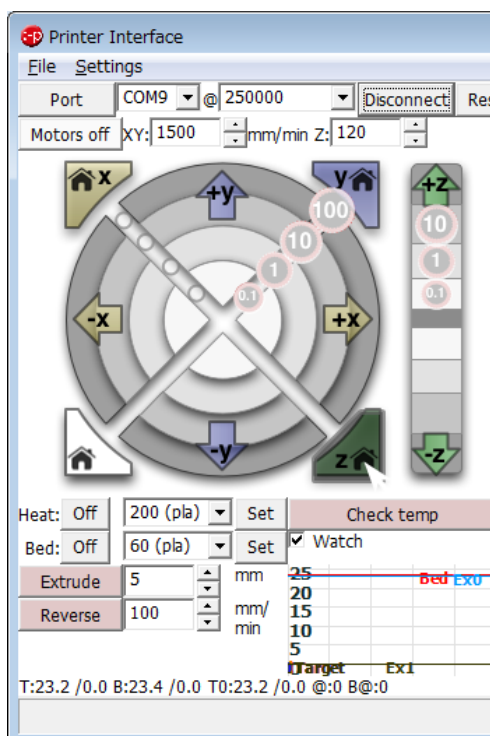 Printer Interface
File Settings
Port COM9 @ 250000 Disconnect Res
Motors off XY: 1500 mm/min Z: 120
x y +z
+y 100
10 10
1 1
0.1 0.1
-x +x
-y -z
z
Heat: Off 200 (pla) Set Check temp
Bed: Off 60 (pla) Set Watch
Extrude 5 mm
Reverse 100 mm/
min
25 Bed Ex0
20
15
10
5
0 Target Ex1
T:23.2 /0.0 B:23.4 /0.0 T0:23.2 /0.0 @:0 B@:0